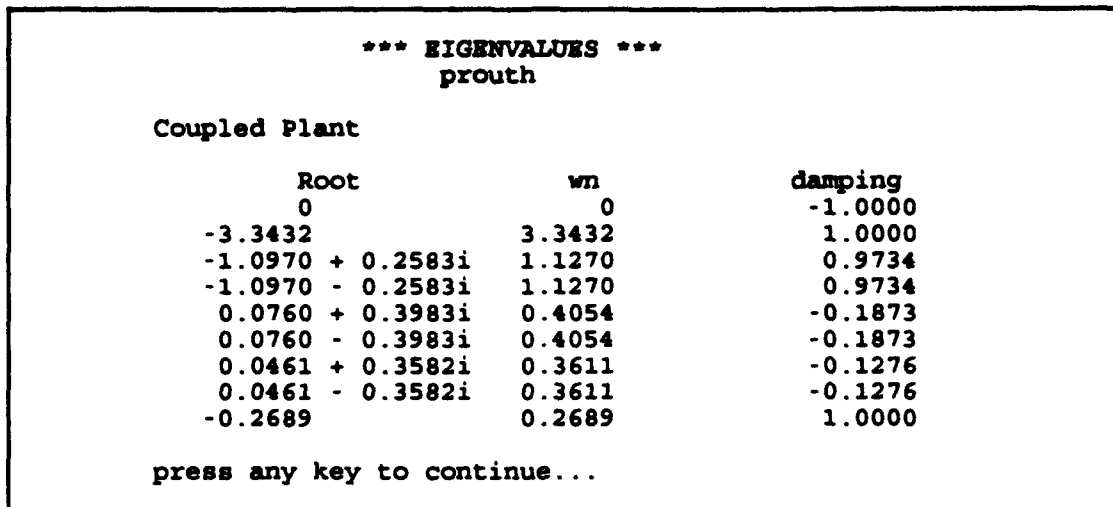 *** EIGENVALUES ***
prouth
Coupled Plant
Root wn damping
0 0 -1.0000
-3.3432 3.3432 1.0000
-1.0970 + 0.2583i 1.1270 0.9734
-1.0970 - 0.2583i 1.1270 0.9734
0.0760 + 0.3983i 0.4054 -0.1873
0.0760 - 0.3983i 0.4054 -0.1873
0.0461 + 0.3582i 0.3611 -0.1276
0.0461 - 0.3582i 0.3611 -0.1276
-0.2689 0.2689 1.0000
press any key to continue...